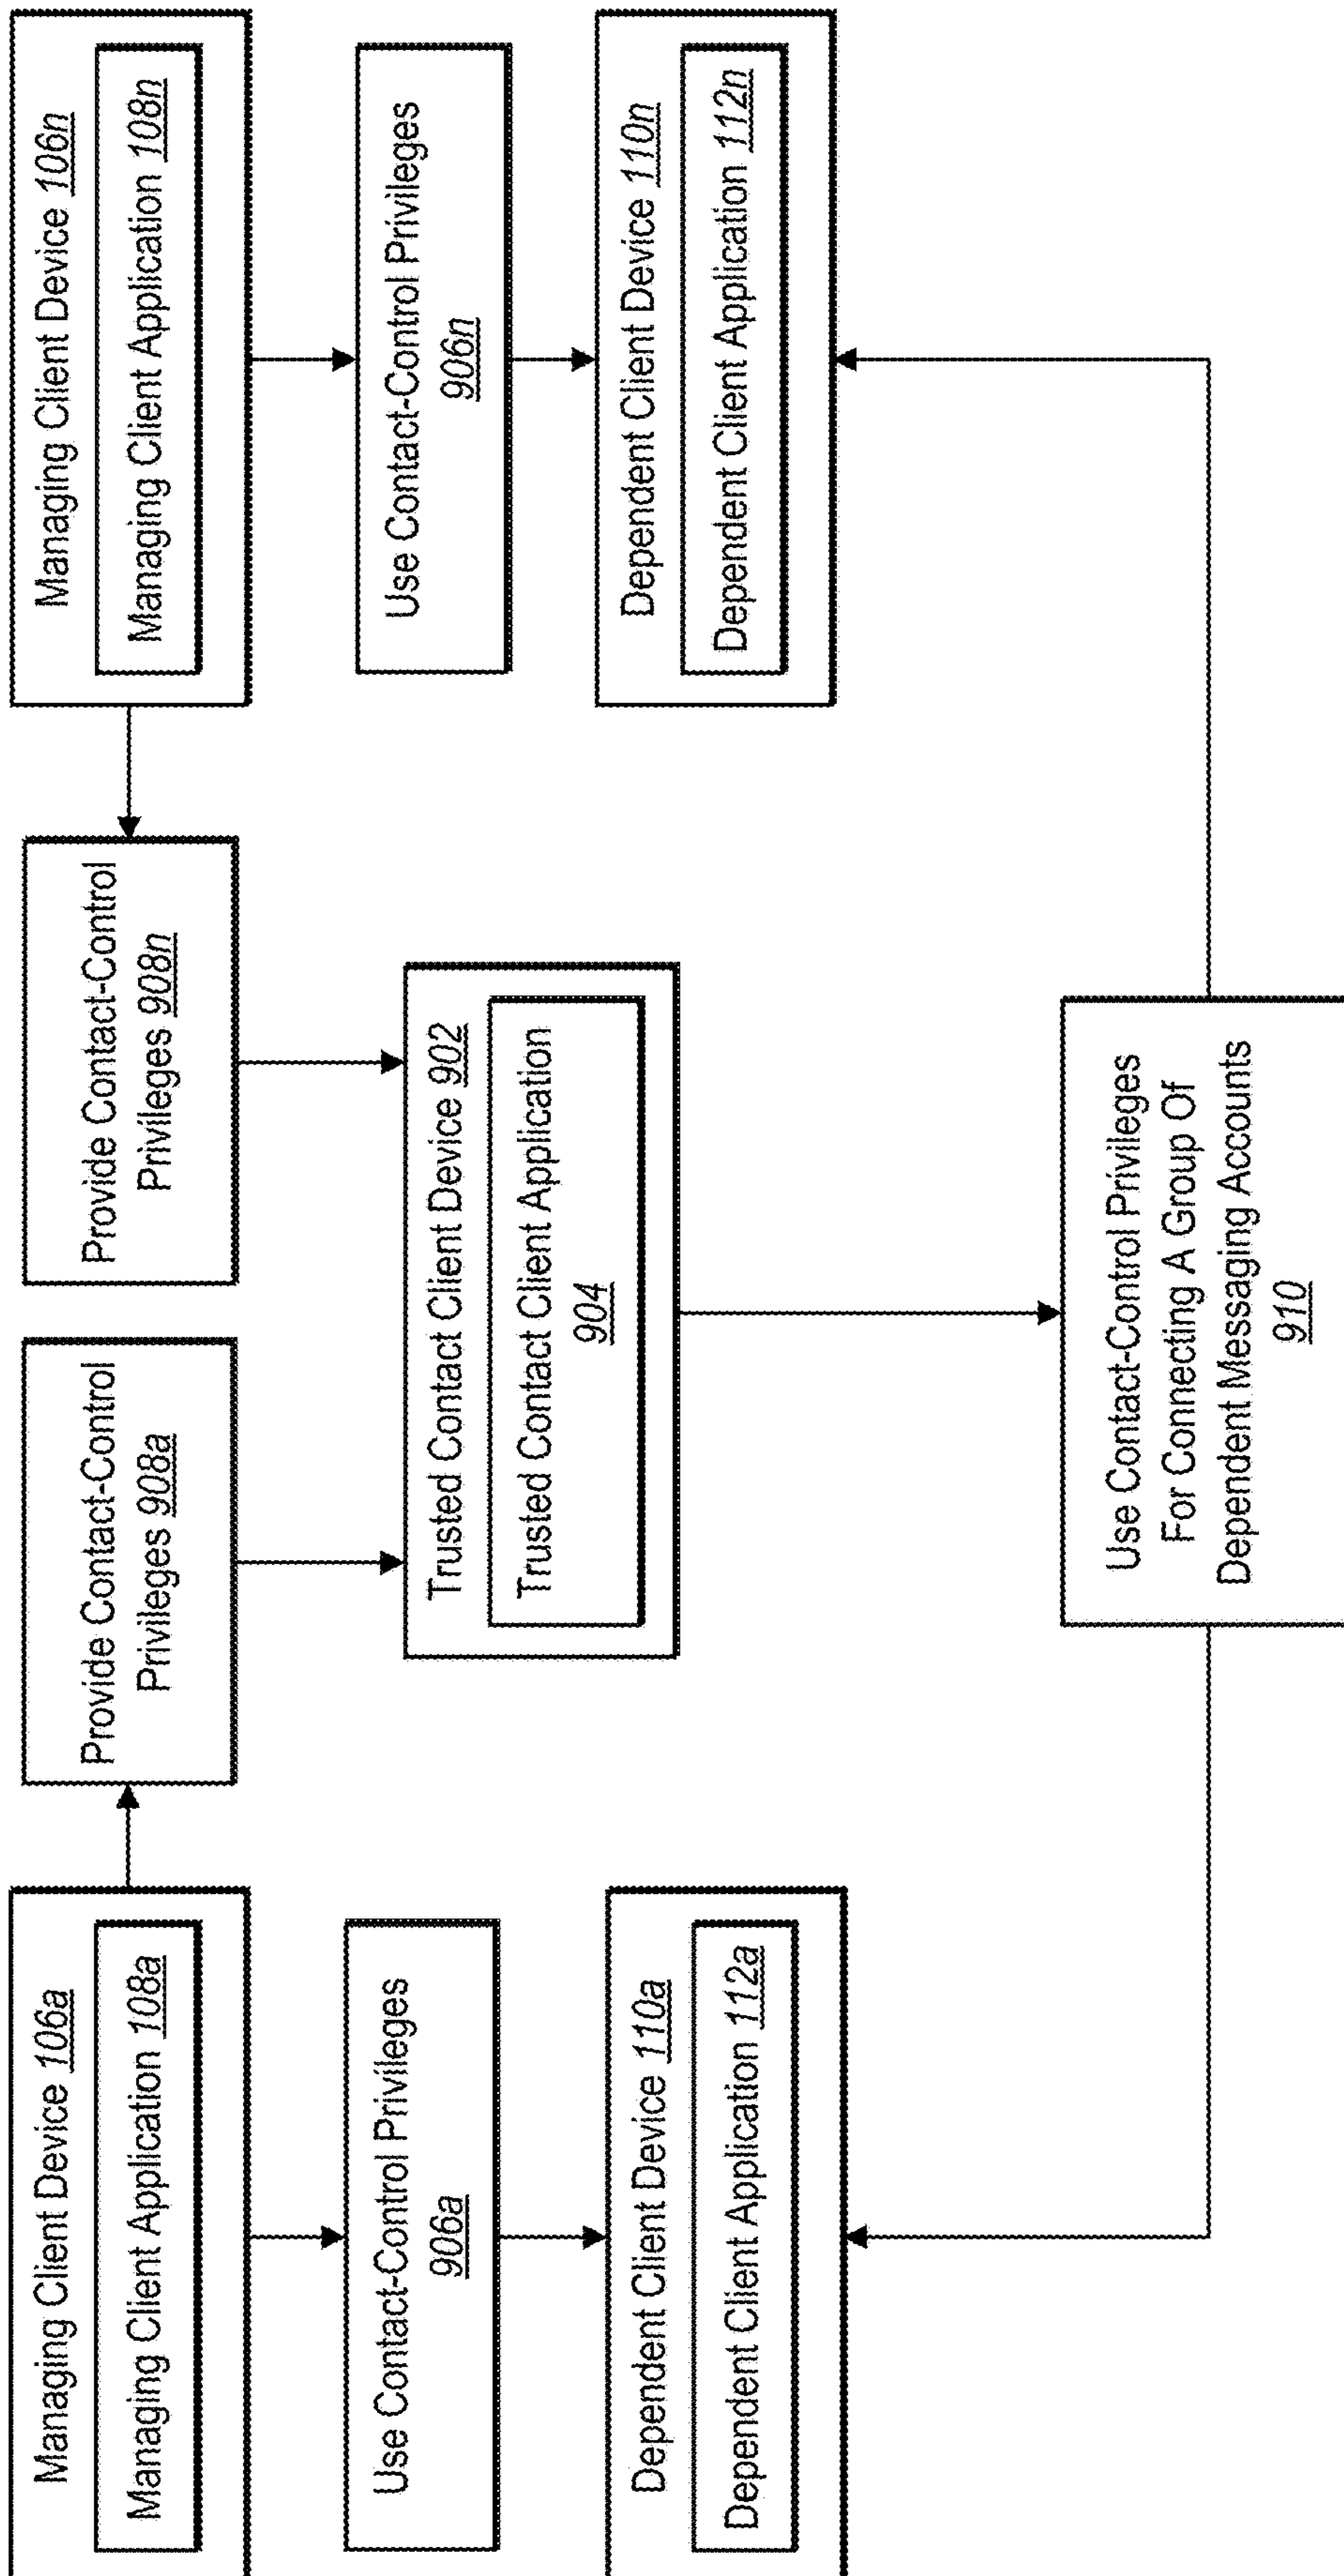 Managing Client Device 106a
Managing Client Application 108a
Use Contact-Control Privileges
906a
Dependent Client Device 110a
Dependent Client Application 112a
Provide Contact-Control
Privileges 908a
Provide Contact-Control
Privileges 908n
Trusted Contact Client Device 902
Trusted Contact Client Application
904
Use Contact-Control Privileges
For Connecting A Group Of
Dependent Messaging Accounts
910
Managing Client Device 106n
Managing Client Application 108n
Use Contact-Control Privileges
906n
Dependent Client Device 110n
Dependent Client Application 112n